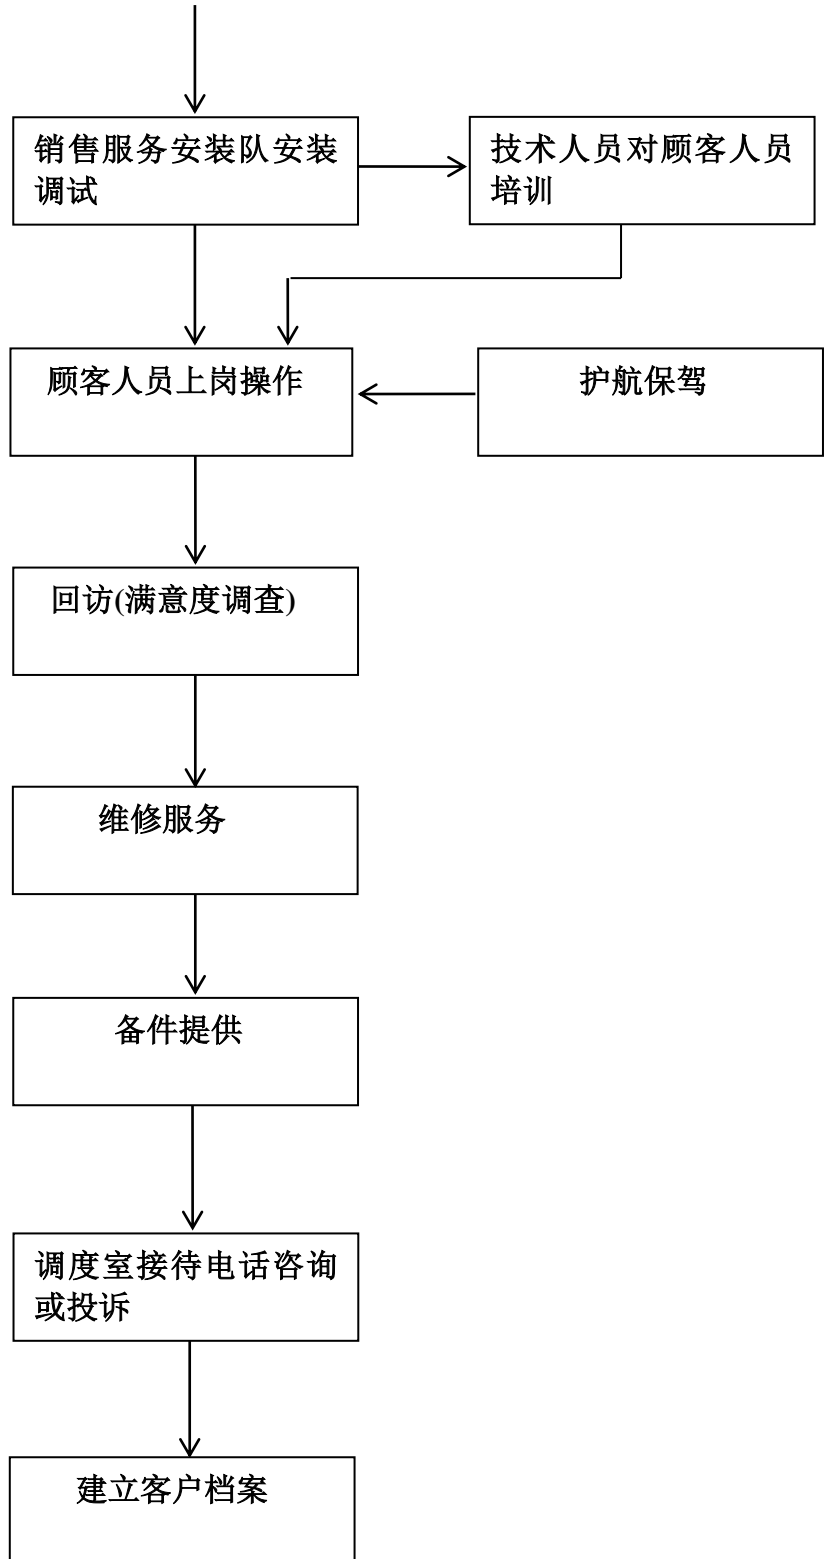 销售服务安装队安装
调试
技术人员对顾客人员
培训
顾客人员上岗操作
护航保驾
回访(满意度调查)
维修服务
备件提供
调度室接待电话咨询
或投诉
建立客户档案